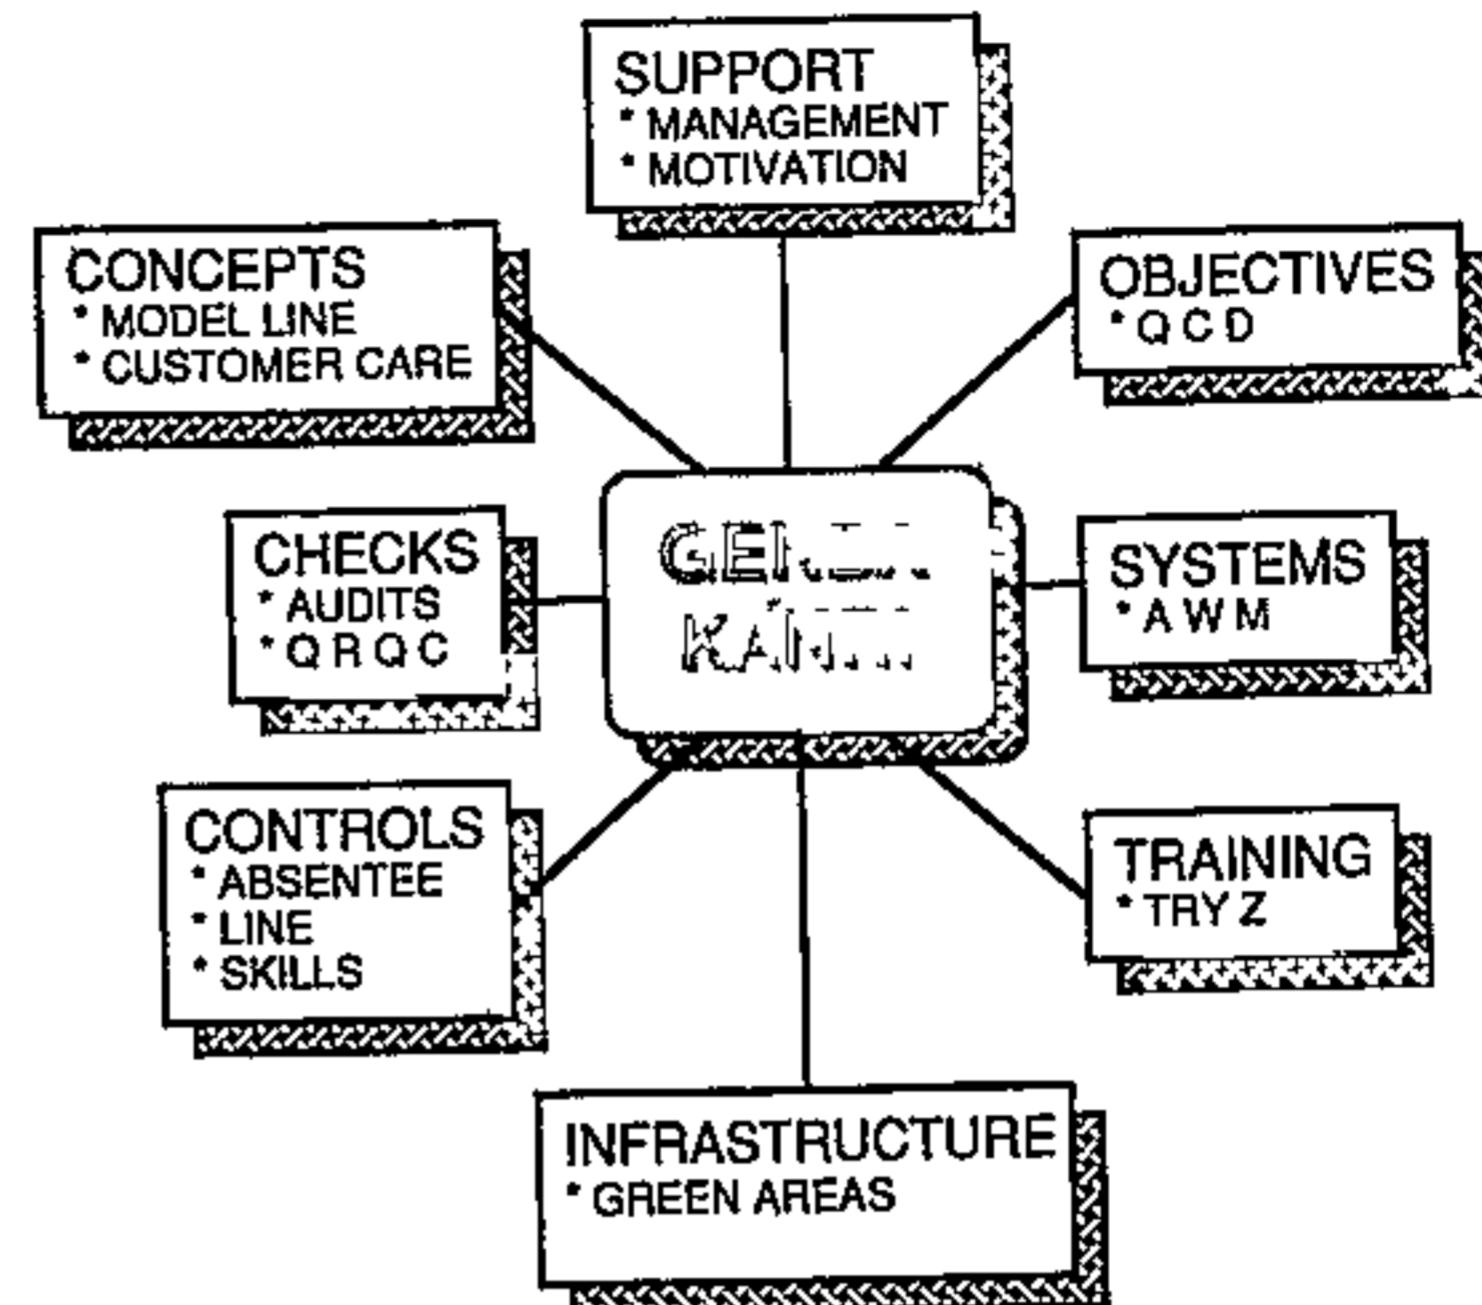 SUPPORT
* MANAGEMENT
* MOTIVATION
CONCEPTS
* MODEL LINE
* CUSTOMER CARE
OBJECTIVES
* Q C D
CHECKS
* AUDITS
* Q R Q C
SYSTEMS
* A W M
CONTROLS
* ABSENTEE
* LINE
* SKILLS
TRAINING
* TRY Z
INFRASTRUCTURE
* GREEN AREAS